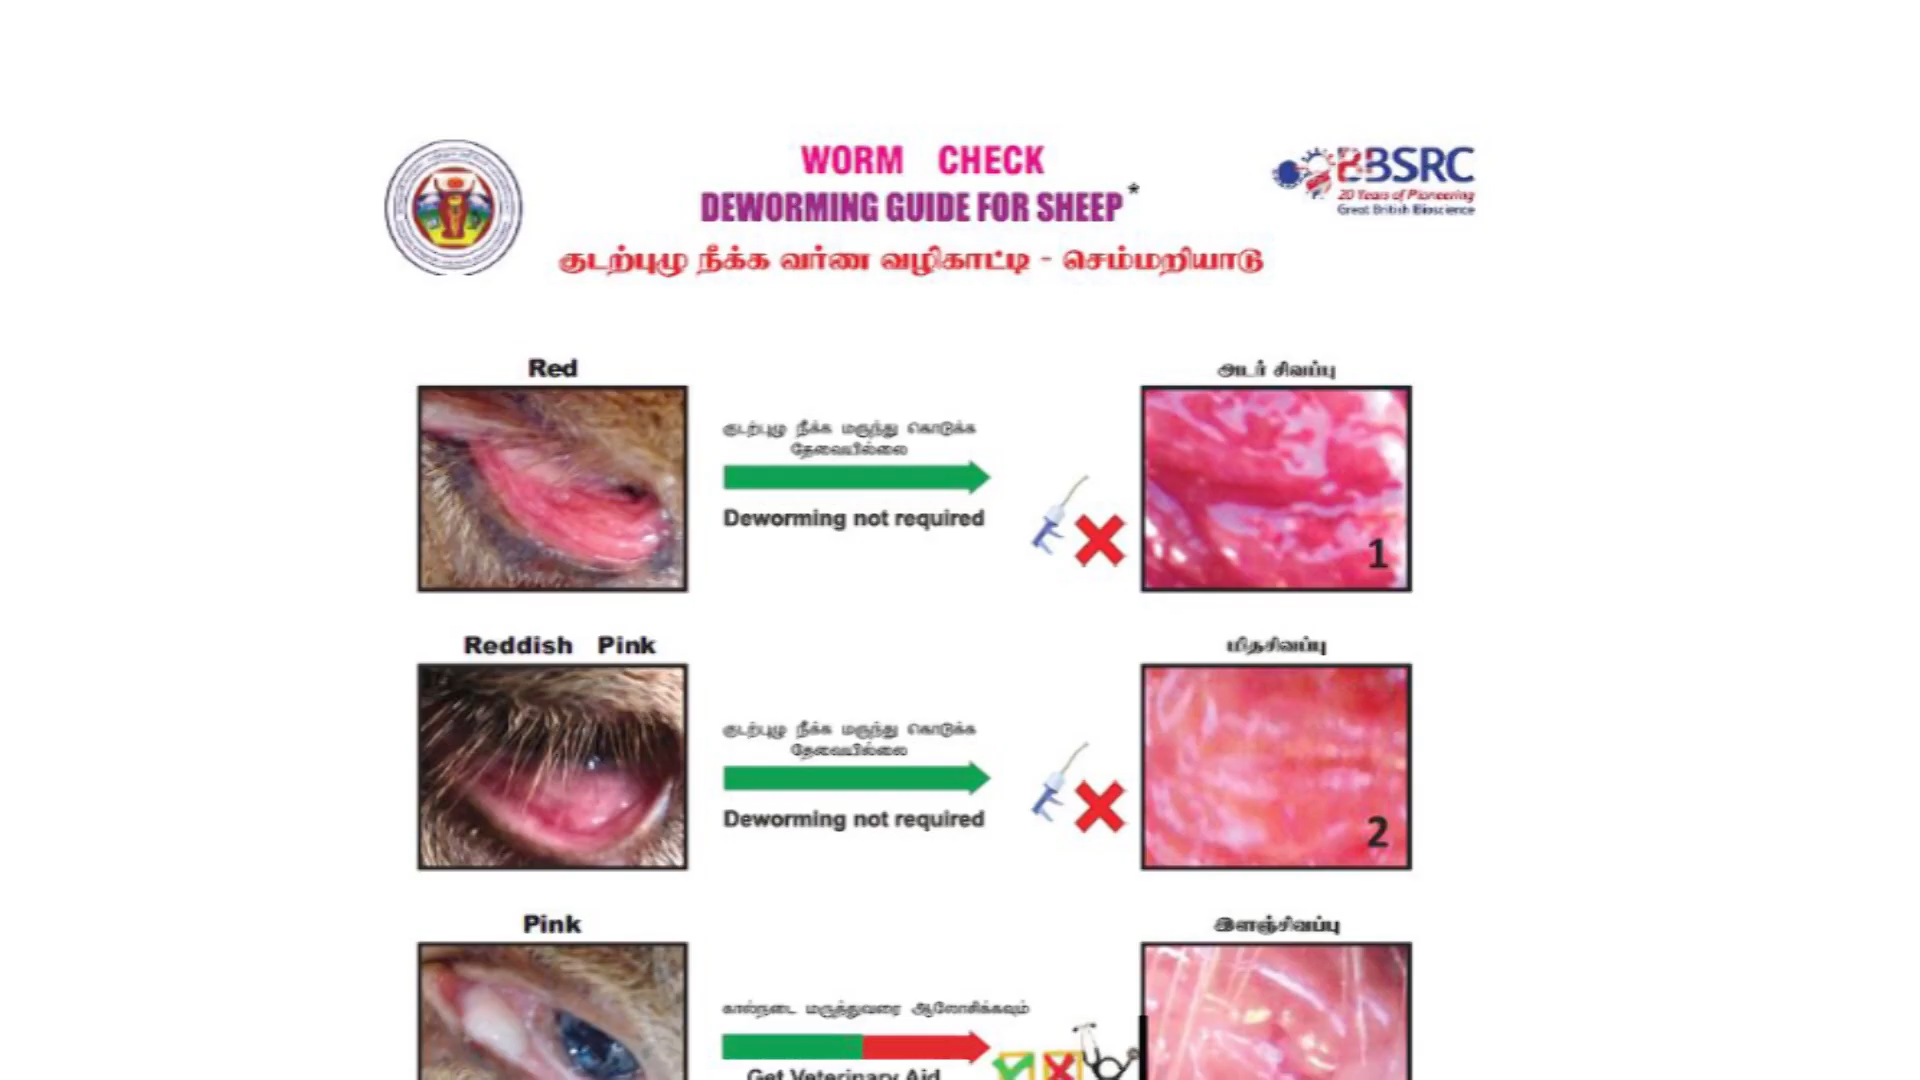 WORM CHECK
DEWORMING GUIDE FOR SHEEP*
குடற்புழு நீக்க வர்ண வழிகாட்டி - செம்மறியாடு
BBSRC
20 Years of Pioneering
Great British Bioscience
Red
குடற்புழு நீக்க மருந்து கொடுக்க
தேவையில்லை
Deworming not required
அடர் சிவப்பு
1
Reddish Pink
குடற்புழு நீக்க மருந்து கொடுக்க
தேவையில்லை
Deworming not required
மிதசிவப்பு
2
Pink
கால்நடை மருத்துவரை ஆலோசிக்கவும்
Get Veterinary Aid
இளஞ்சிவப்பு